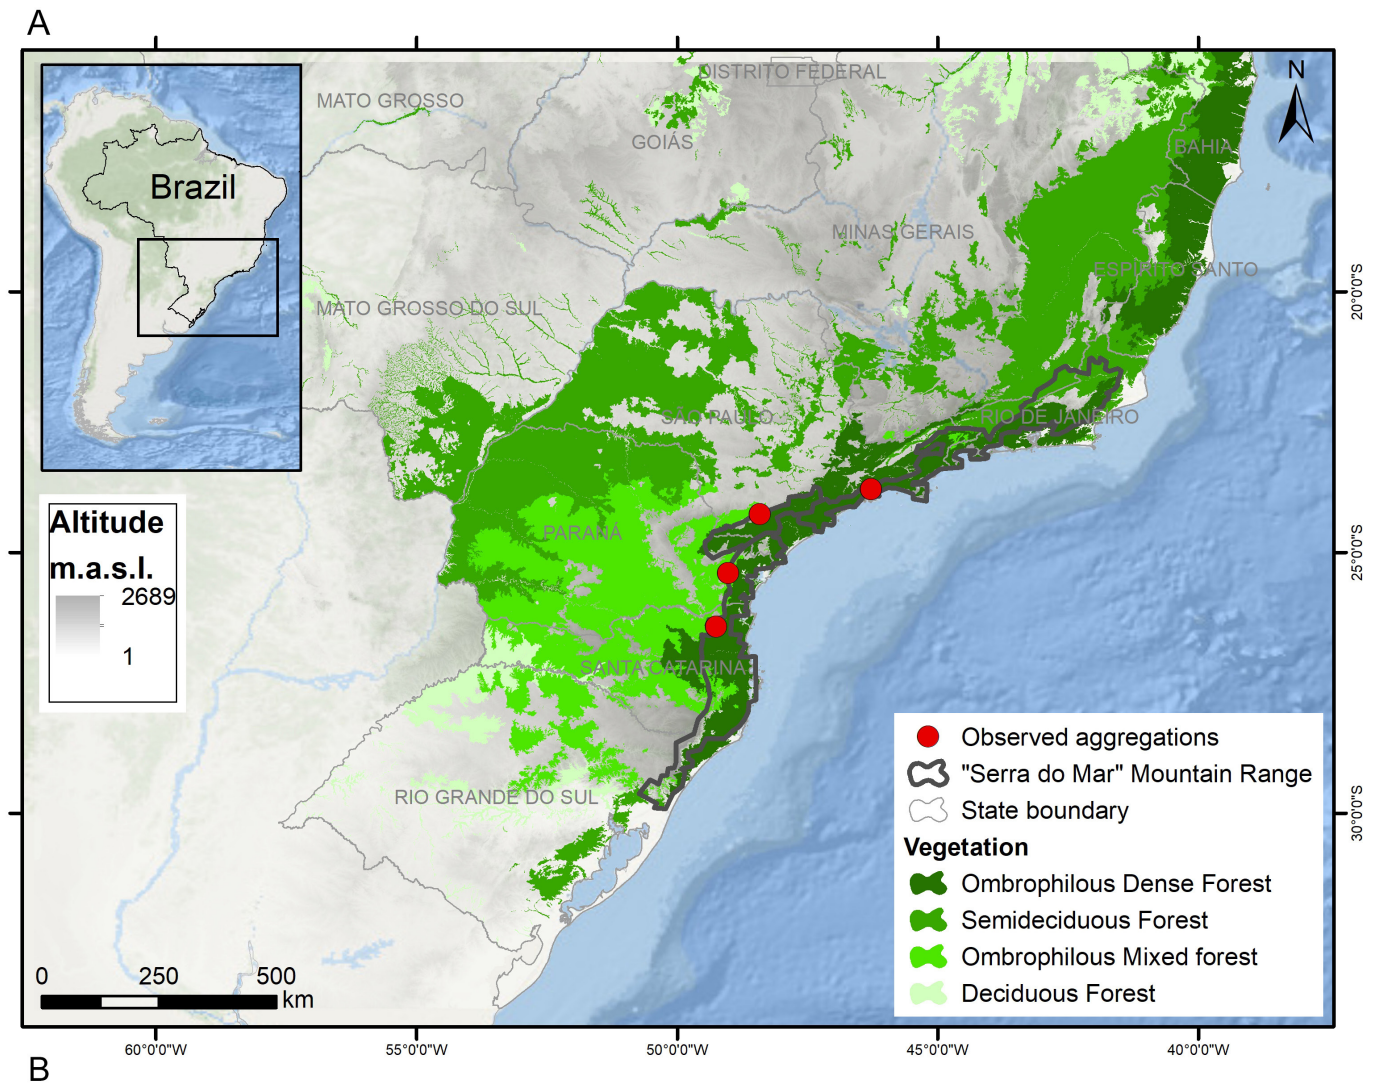 A
DISTRITO FEDERAL
N
MATO GROSSO
GOIÁS
BAHIA
Brazil
MINAS GERAIS
ESPÍRITO SANTO
MATO GROSSO DO SUL
20°0'0"S
SÃO PAULO
RIO DE JANEIRO
Altitude
m.a.s.l.
2689
1
PARANÁ
25°0'0"S
SANTA CATARINA
RIO GRANDE DO SUL
30°0'0"S
Observed aggregations
"Serra do Mar" Mountain Range
State boundary
Vegetation
Ombrophilous Dense Forest
Semideciduous Forest
Ombrophilous Mixed forest
Deciduous Forest
0 250 500
km
60°0'0"W 55°0'0"W 50°0'0"W 45°0'0"W 40°0'0"W
B